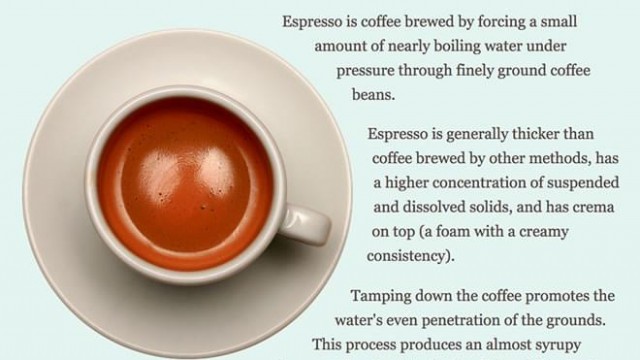 Espresso is coffee brewed by forcing a small
amount of nearly boiling water under
pressure through finely ground coffee
beans.
Espresso is generally thicker than
coffee brewed by other methods, has
a higher concentration of suspended
and dissolved solids, and has crema
on top (a foam with a creamy
consistency).
Tamping down the coffee promotes the
water's even penetration of the grounds.
This process produces an almost syrupy